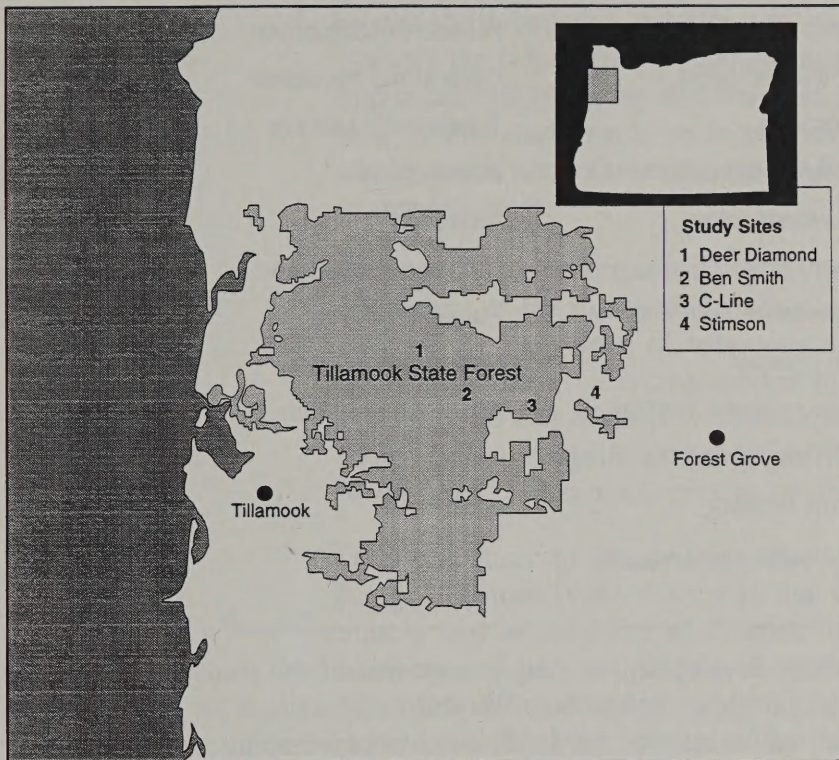 Study Sites
1 Deer Diamond
2 Ben Smith
3 C-Line
4 Stimson
1
Tillamook State Forest
2
3
4
Forest Grove
Tillamook